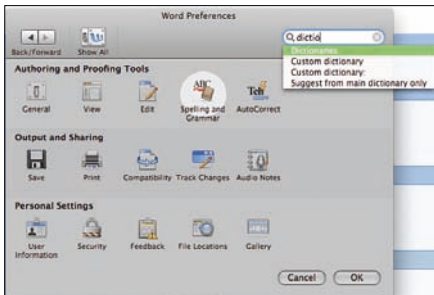 Word Preferences
Back/Forward Show All
dictio
Dictionaries
Custom dictionary
Custom dictionary:
Suggest from main dictionary only
Authoring and Proofing Tools
General View Edit Spelling and Grammar AutoCorrect
Output and Sharing
Save Print Compatibility Track Changes Audio Notes
Personal Settings
User Information Security Feedback File Locations Gallery
Cancel OK